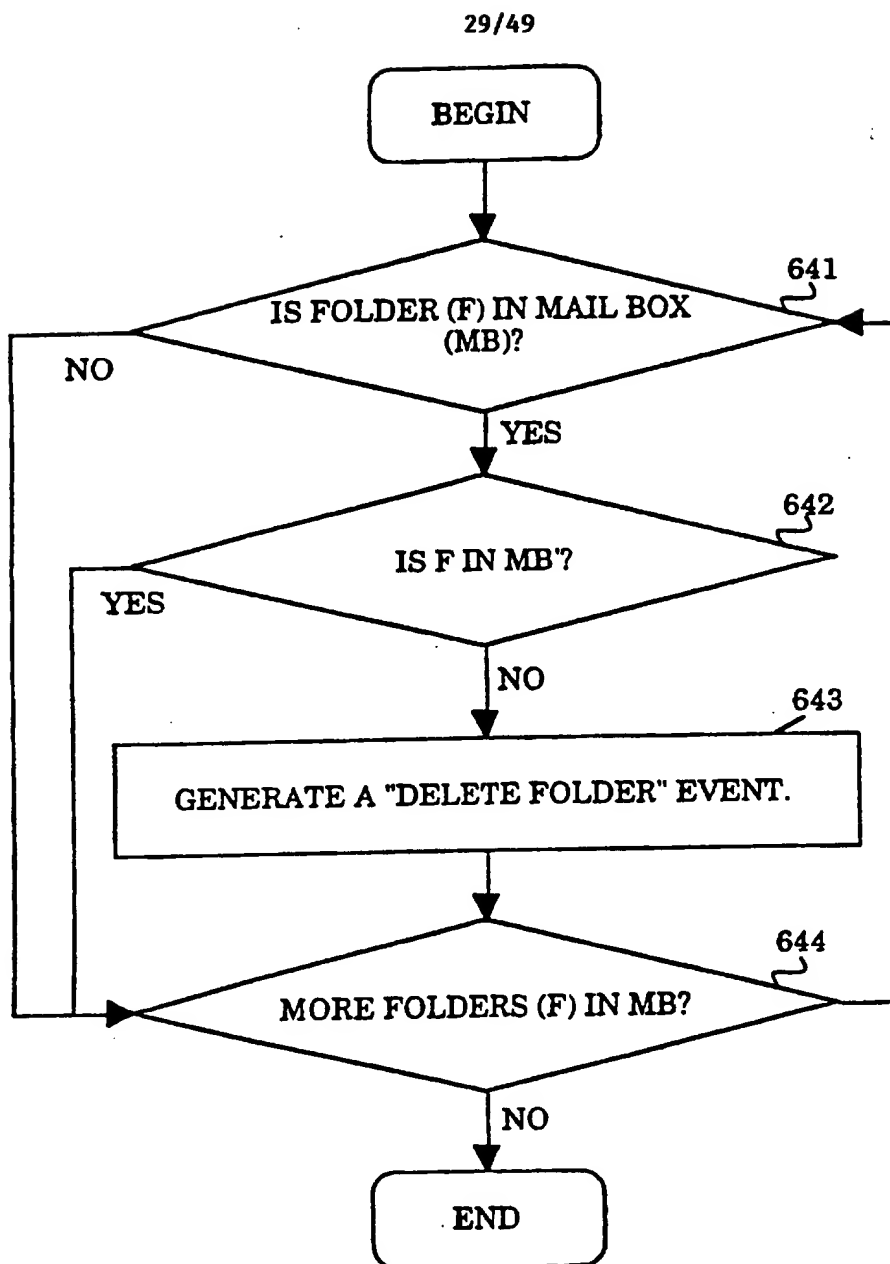 29/49
BEGIN
641
IS FOLDER (F) IN MAIL BOX
(MB)?
NO
YES
642
IS F IN MB'?
YES
NO
643
GENERATE A "DELETE FOLDER" EVENT.
644
MORE FOLDERS (F) IN MB?
NO
END